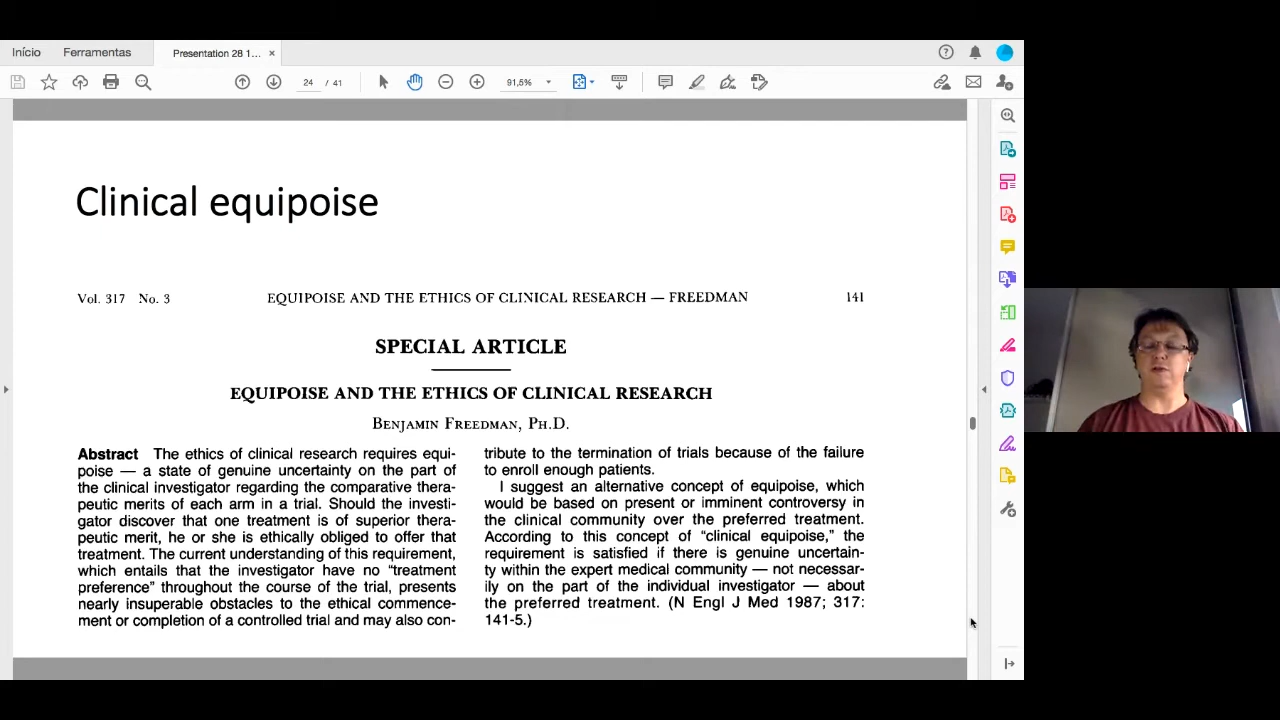 Início Ferramentas Presentation 28 1... ×
24 / 41 91,5%
Clinical equipoise
Vol. 317 No. 3 EQUIPOISE AND THE ETHICS OF CLINICAL RESEARCH — FREEDMAN 141
SPECIAL ARTICLE
EQUIPOISE AND THE ETHICS OF CLINICAL RESEARCH
BENJAMIN FREEDMAN, PH.D.
Abstract The ethics of clinical research requires equi-
poise — a state of genuine uncertainty on the part of
the clinical investigator regarding the comparative thera-
peutic merits of each arm in a trial. Should the investi-
gator discover that one treatment is of superior thera-
peutic merit, he or she is ethically obliged to offer that
treatment. The current understanding of this requirement,
which entails that the investigator have no "treatment
preference" throughout the course of the trial, presents
nearly insuperable obstacles to the ethical commence-
ment or completion of a controlled trial and may also con-
tribute to the termination of trials because of the failure
to enroll enough patients.
I suggest an alternative concept of equipoise, which
would be based on present or imminent controversy in
the clinical community over the preferred treatment.
According to this concept of "clinical equipoise," the
requirement is satisfied if there is genuine uncertain-
ty within the expert medical community — not necessar-
ily on the part of the individual investigator — about
the preferred treatment. (N Engl J Med 1987; 317:
141-5.)